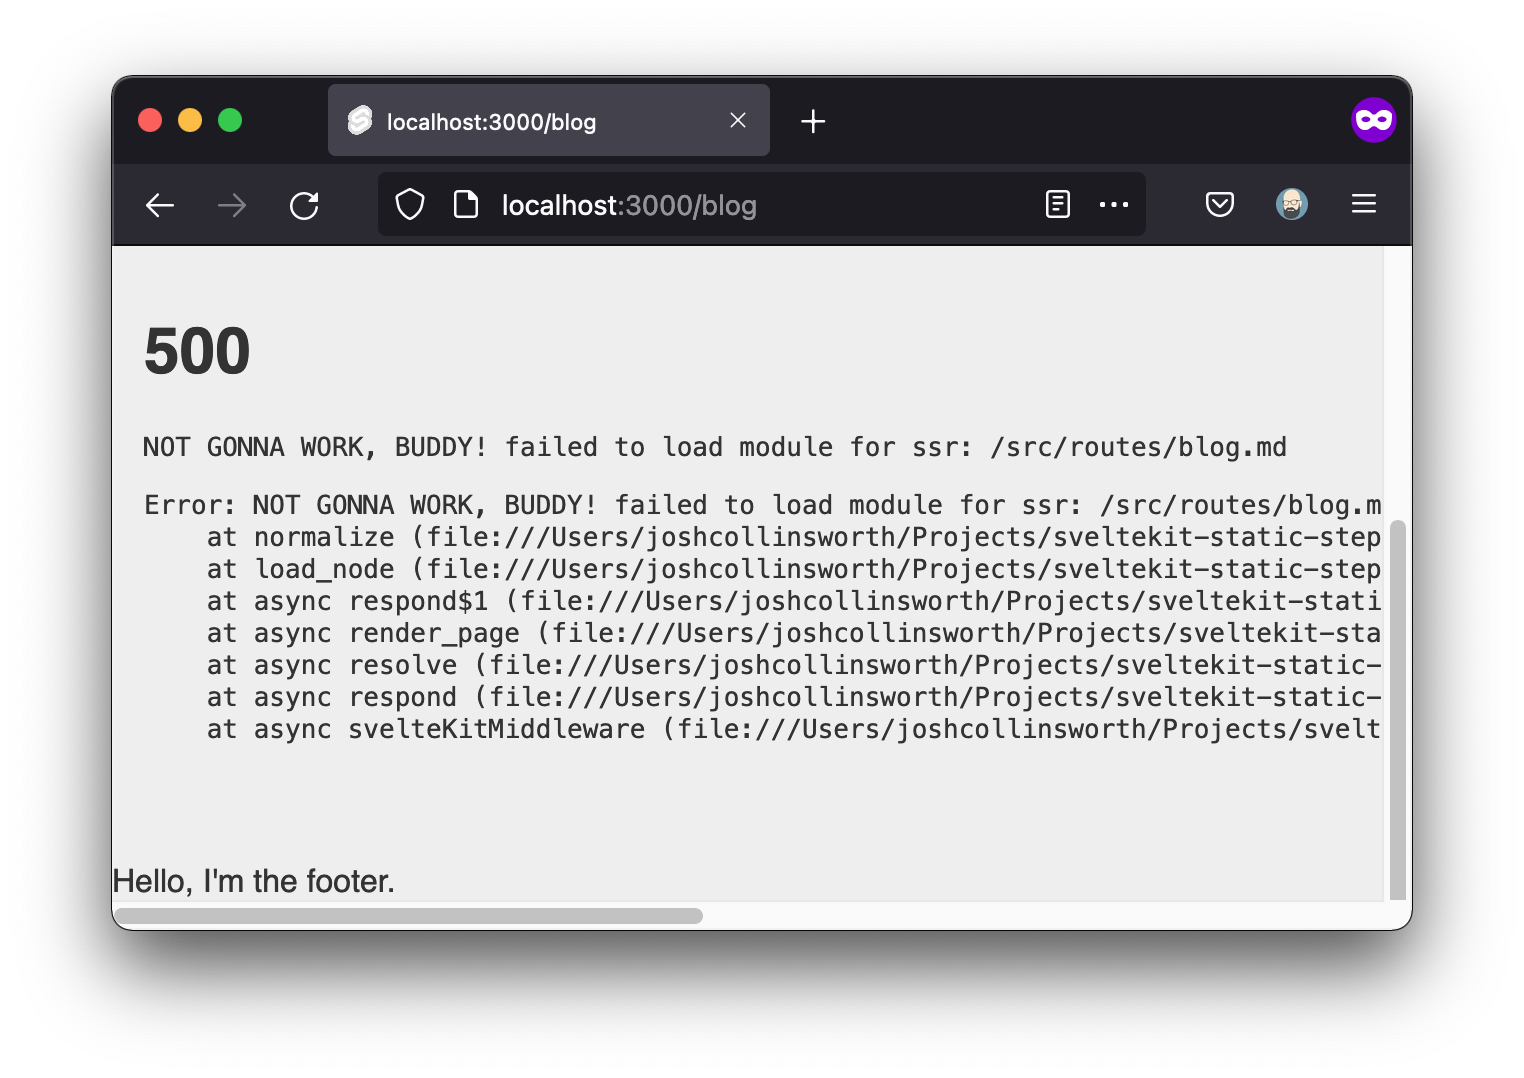 localhost:3000/blog
localhost:3000/blog
500
NOT GONNA WORK, BUDDY! failed to load module for ssr: /src/routes/blog.md
Error: NOT GONNA WORK, BUDDY! failed to load module for ssr: /src/routes/blog.m
at normalize (file:///Users/joshcollinsworth/Projects/sveltekit-static-step
at load_node (file:///Users/joshcollinsworth/Projects/sveltekit-static-step
at async respond$1 (file:///Users/joshcollinsworth/Projects/sveltekit-stati
at async render_page (file:///Users/joshcollinsworth/Projects/sveltekit-sta
at async resolve (file:///Users/joshcollinsworth/Projects/sveltekit-static-
at async respond (file:///Users/joshcollinsworth/Projects/sveltekit-static-
at async svelteKitMiddleware (file:///Users/joshcollinsworth/Projects/svelt
Hello, I'm the footer.